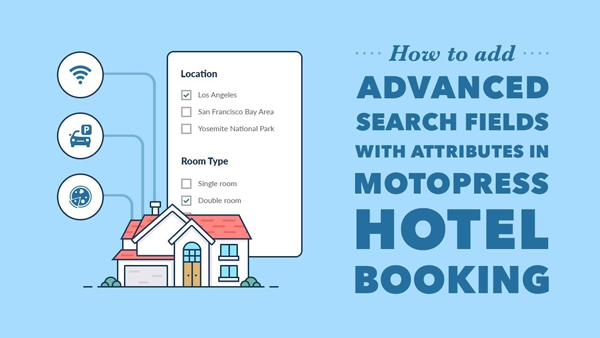 Location
Los Angeles
San Francisco Bay Area
Yosemite National Park
Room Type
Single room
Double room
P
How to add
ADVANCED
SEARCH FIELDS
WITH ATTRIBUTES IN
MOTOPRESS
HOTEL
BOOKING